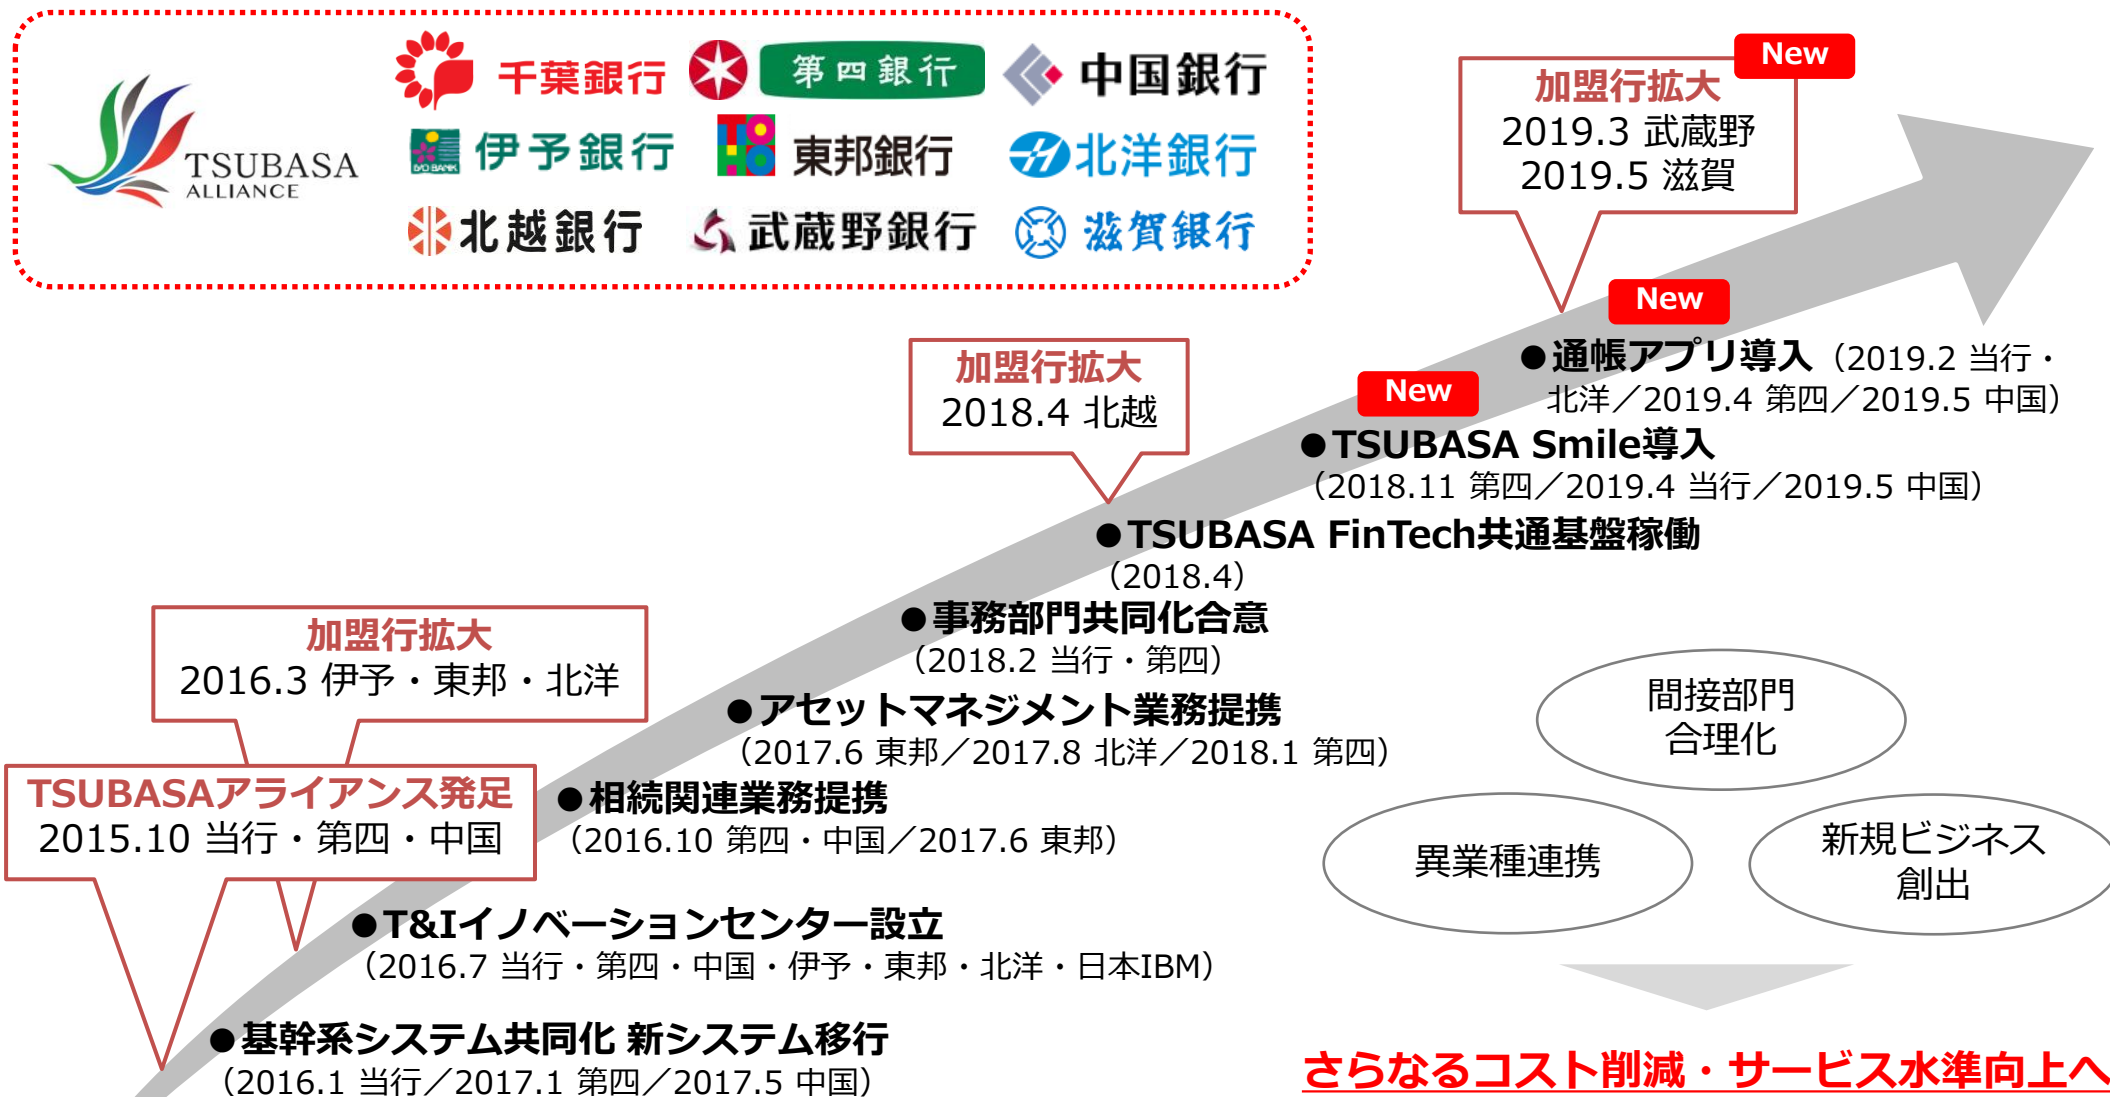 TSUBASA
ALLIANCE
千葉銀行
第四銀行
中国銀行
伊予銀行
IYO BANK
TOHO
東邦銀行
北洋銀行
北越銀行
武蔵野銀行
滋賀銀行
New
加盟行拡大
2019.3 武蔵野
2019.5 滋賀
New
●通帳アプリ導入（2019.2 当行・
北洋／2019.4 第四／2019.5 中国）
加盟行拡大
2018.4 北越
New
●TSUBASA Smile導入
（2018.11 第四／2019.4 当行／2019.5 中国）
●TSUBASA FinTech共通基盤稼働
（2018.4）
●事務部門共同化合意
（2018.2 当行・第四）
加盟行拡大
2016.3 伊予・東邦・北洋
●アセットマネジメント業務提携
（2017.6 東邦／2017.8 北洋／2018.1 第四）
TSUBASAアライアンス発足
2015.10 当行・第四・中国
●相続関連業務提携
（2016.10 第四・中国／2017.6 東邦）
●T&Iイノベーションセンター設立
（2016.7 当行・第四・中国・伊予・東邦・北洋・日本IBM）
●基幹系システム共同化 新システム移行
（2016.1 当行／2017.1 第四／2017.5 中国）
間接部門
合理化
異業種連携
新規ビジネス
創出
さらなるコスト削減・サービス水準向上へ